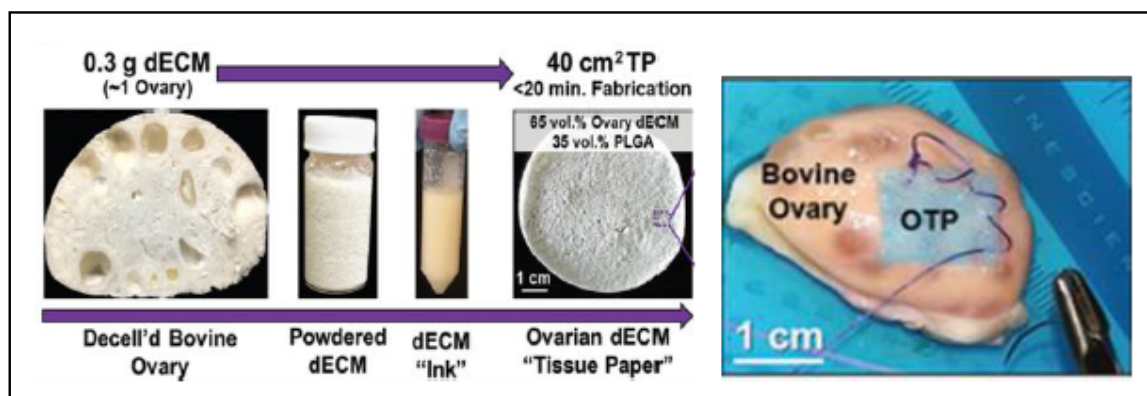 0.3 g dECM
(~1 Ovary)
40 cm² TP
<20 min. Fabrication
65 vol.% Ovary dECM
35 vol.% PLGA
1 cm
Decell'd Bovine
Ovary
Powdered
dECM
dECM
“Ink”
Ovarian dECM
“Tissue Paper”
Bovine
Ovary
OTP
1 cm